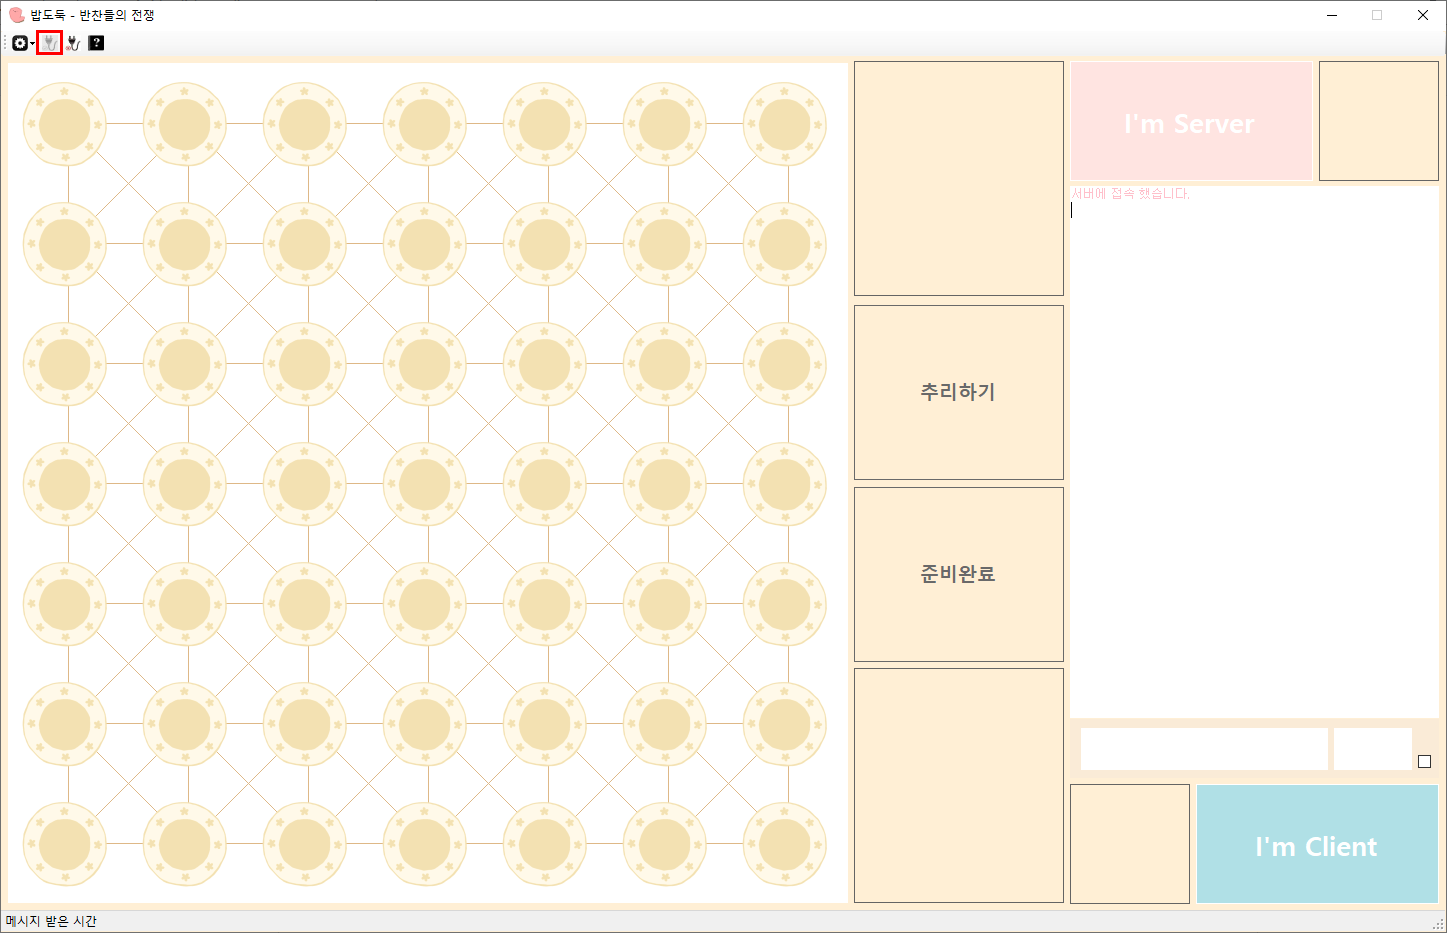 밥도둑 - 반찬들의 전쟁
?
I'm Server
서버에 접속 했습니다.
추리하기
준비완료
I'm Client
메시지 받은 시간